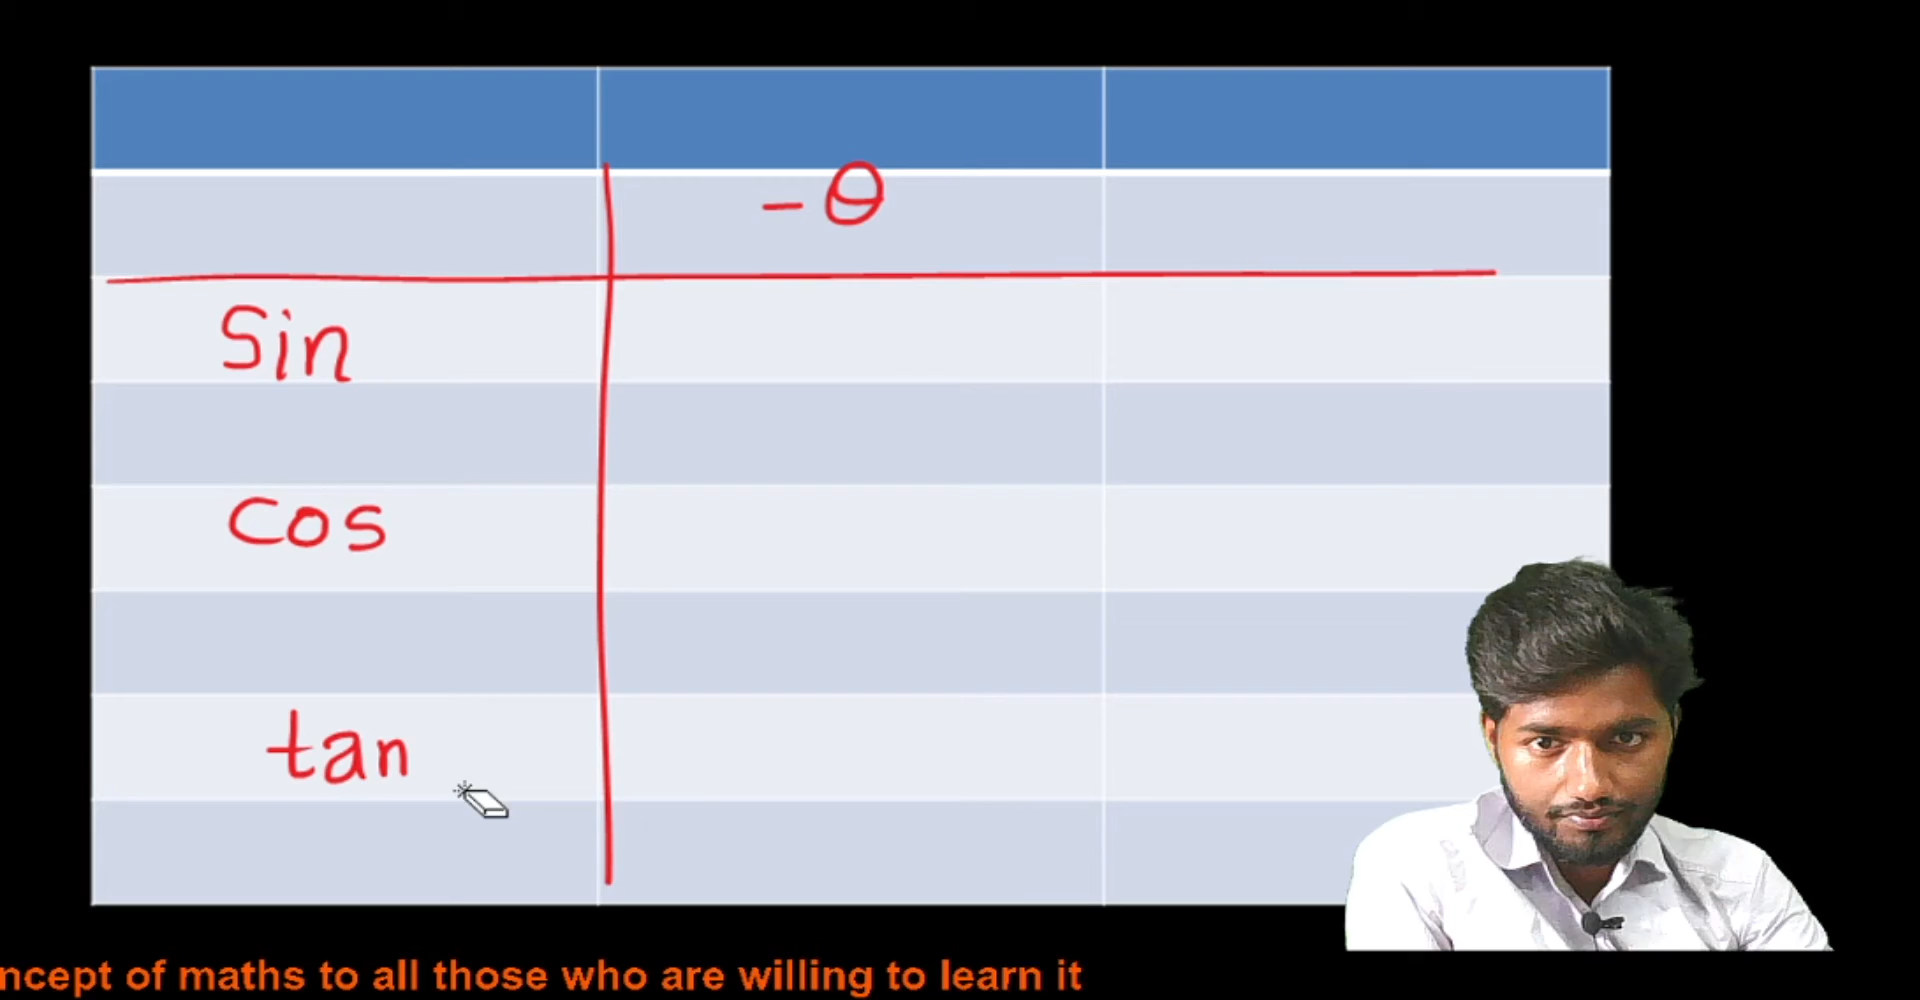 -θ
Sin
cos
tan
ncept of maths to all those who are willing to learn it